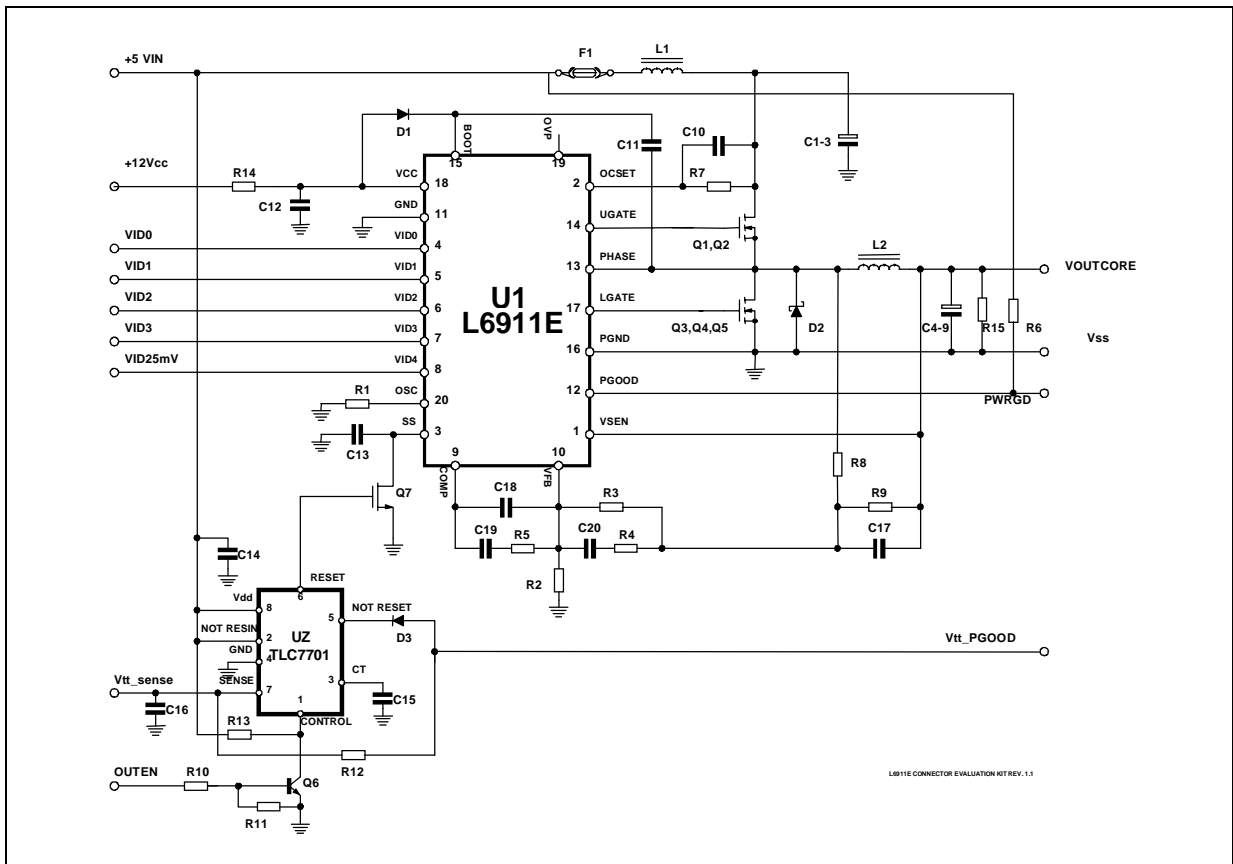 +5 VIN
F1
L1
D1
BOOT
OVP
C11
C10
C1-3
+12Vcc
R14
C12
VCC
18
15
19
2
OCSET
R7
GND
11
14
UGATE
Q1,Q2
VID0
VID0
4
VID1
VID1
5
VID2
VID2
6
VID3
VID3
7
VID25mV
VID4
8
U1
L6911E
13
PHASE
L2
VOUTCORE
17
LGATE
Q3,Q4,Q5
D2
C4-9
R15
R6
16
PGND
Vss
12
PGOOD
PWRGD
R1
OSC
20
C13
SS
3
1
VSEN
9
10
COMP
VFB
Q7
C18
R3
R8
R9
C19
R5
C20
R4
C17
R2
C14
RESET
6
Vdd
8
NOT RESIN
2
GND
4
UZ
TLC7701
5
NOT RESET
D3
Vtt_PGOOD
3
CT
C15
Vtt_sense
SENSE
7
C16
1
CONTROL
R13
R12
OUTEN
R10
Q6
R11
L6911E CONNECTOR EVALUATION KIT REV. 1.1